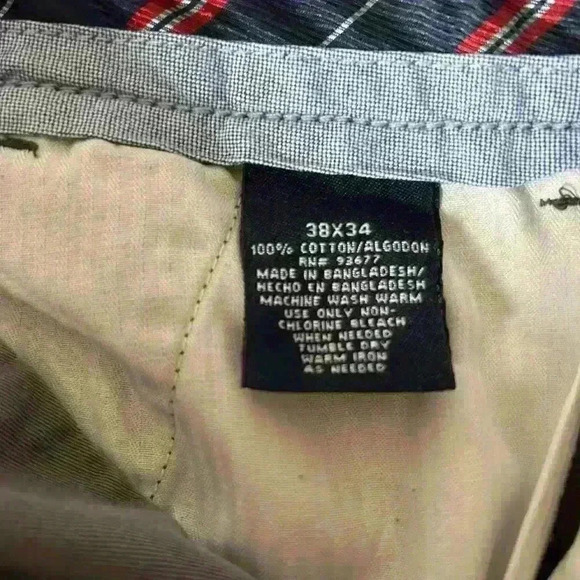 38X34
100% COTTON/ALGODON
RN# 93677
MADE IN BANGLADESH/
HECHO EN BANGLADESH
MACHINE WASH WARM
USE ONLY NON-
CHLORINE BLEACH
WHEN NEEDED
TUMBLE DRY
WARM IRON
AS NEEDED